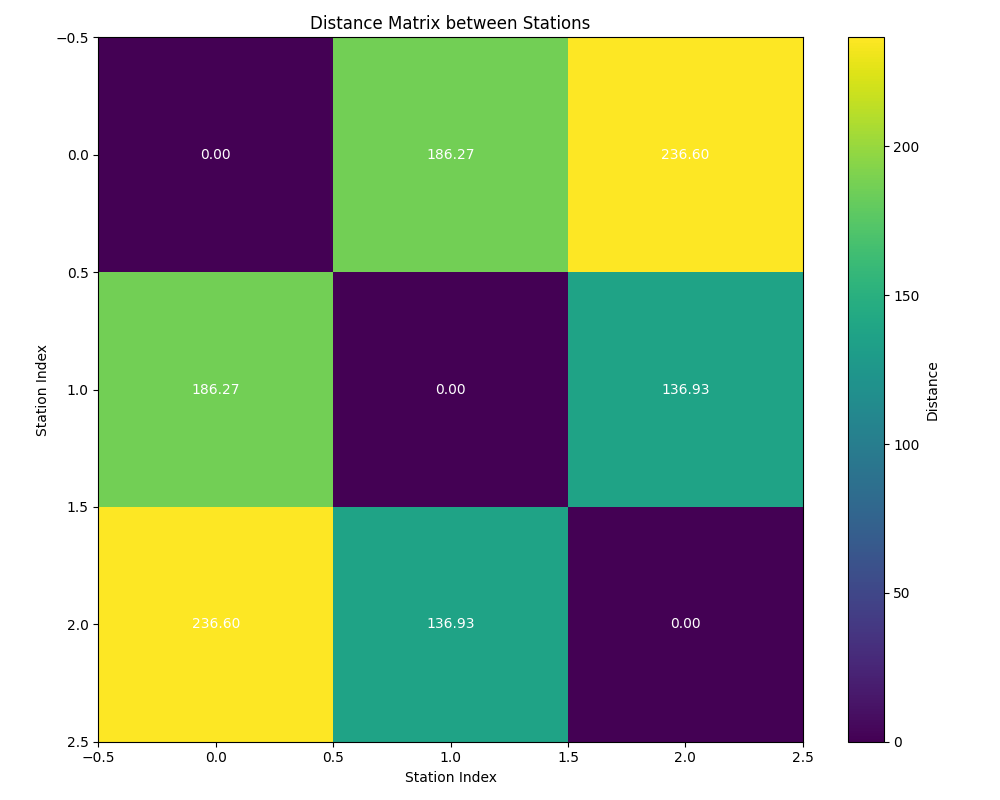 Distance Matrix between Stations
−0.5
0.0
0.5
1.0
1.5
2.0
2.5
Station Index
0.00 186.27 236.60
186.27 0.00 136.93
236.60 136.93 0.00
−0.5 0.0 0.5 1.0 1.5 2.0 2.5
Station Index
200
150
100
50
0
Distance